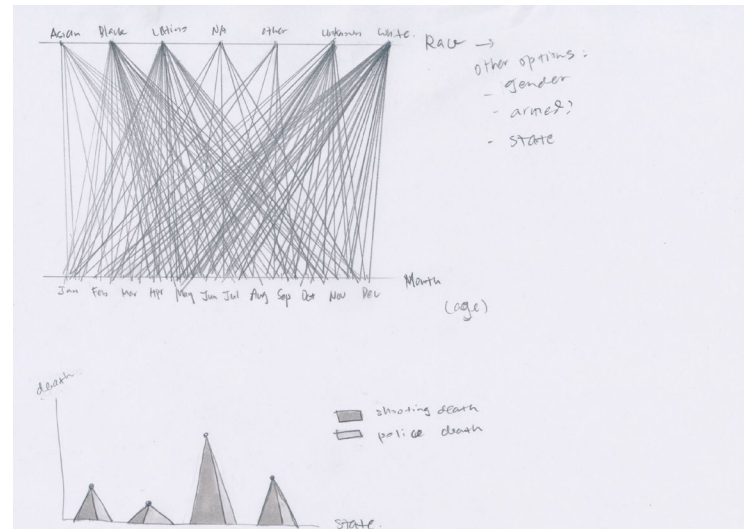 Asian Black Latino N/A other Unknown White. Race →
other options:
- gender
- armed?
- state
Jan Feb Mar Apr May Jun Jul Aug Sep Oct Nov Dec Month
(age)
death
shooting death
police death
state.